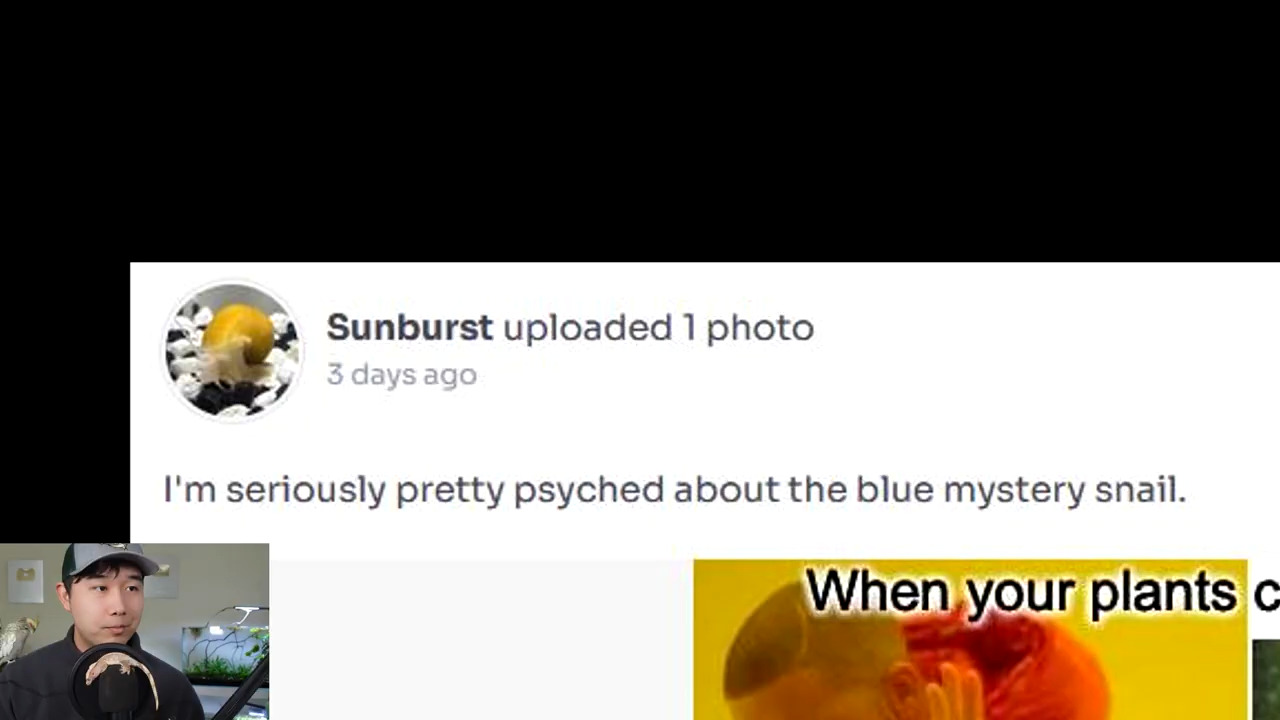 Sunburst uploaded 1 photo
3 days ago
I'm seriously pretty psyched about the blue mystery snail.
When your plants